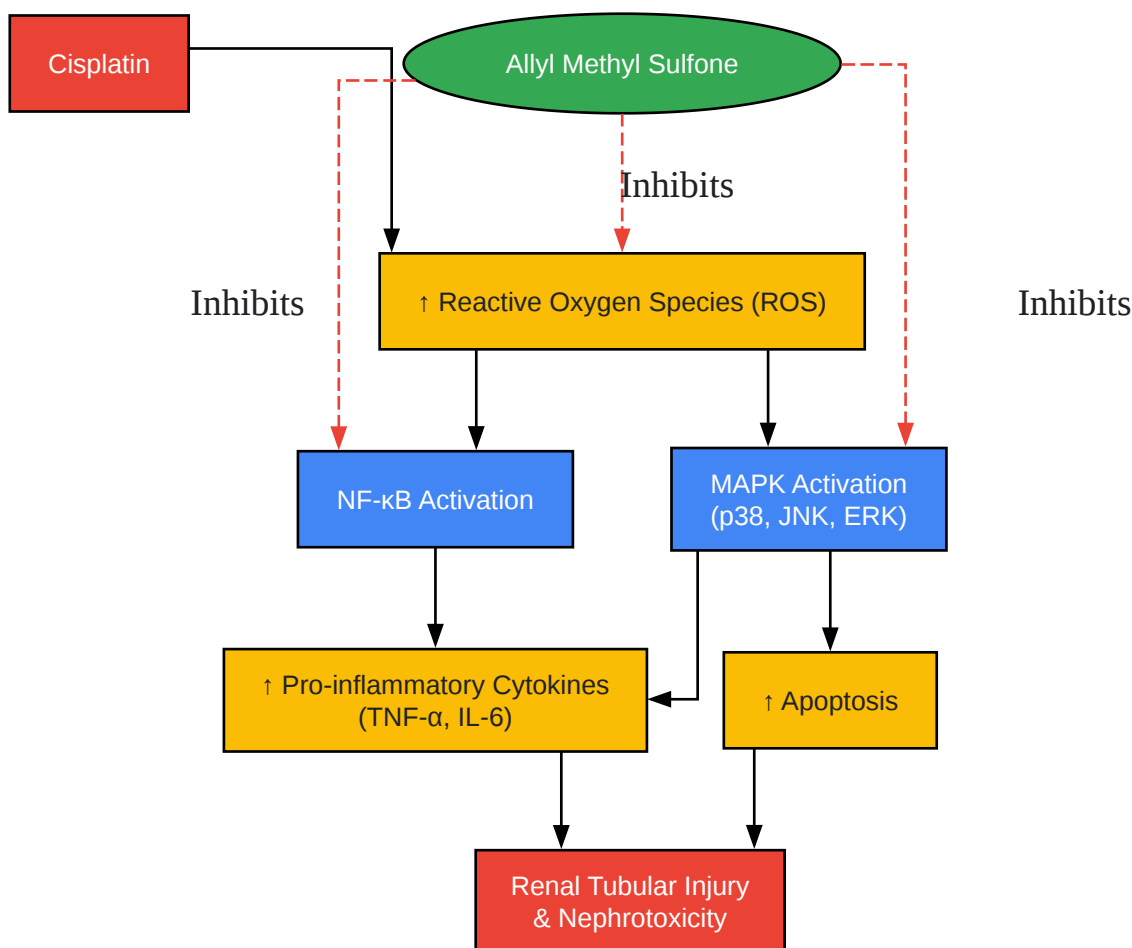 Cisplatin
Allyl Methyl Sulfone
Inhibits
Inhibits
↑ Reactive Oxygen Species (ROS)
Inhibits
NF-κB Activation
MAPK Activation
(p38, JNK, ERK)
↑ Pro-inflammatory Cytokines
(TNF-α, IL-6)
↑ Apoptosis
Renal Tubular Injury
& Nephrotoxicity